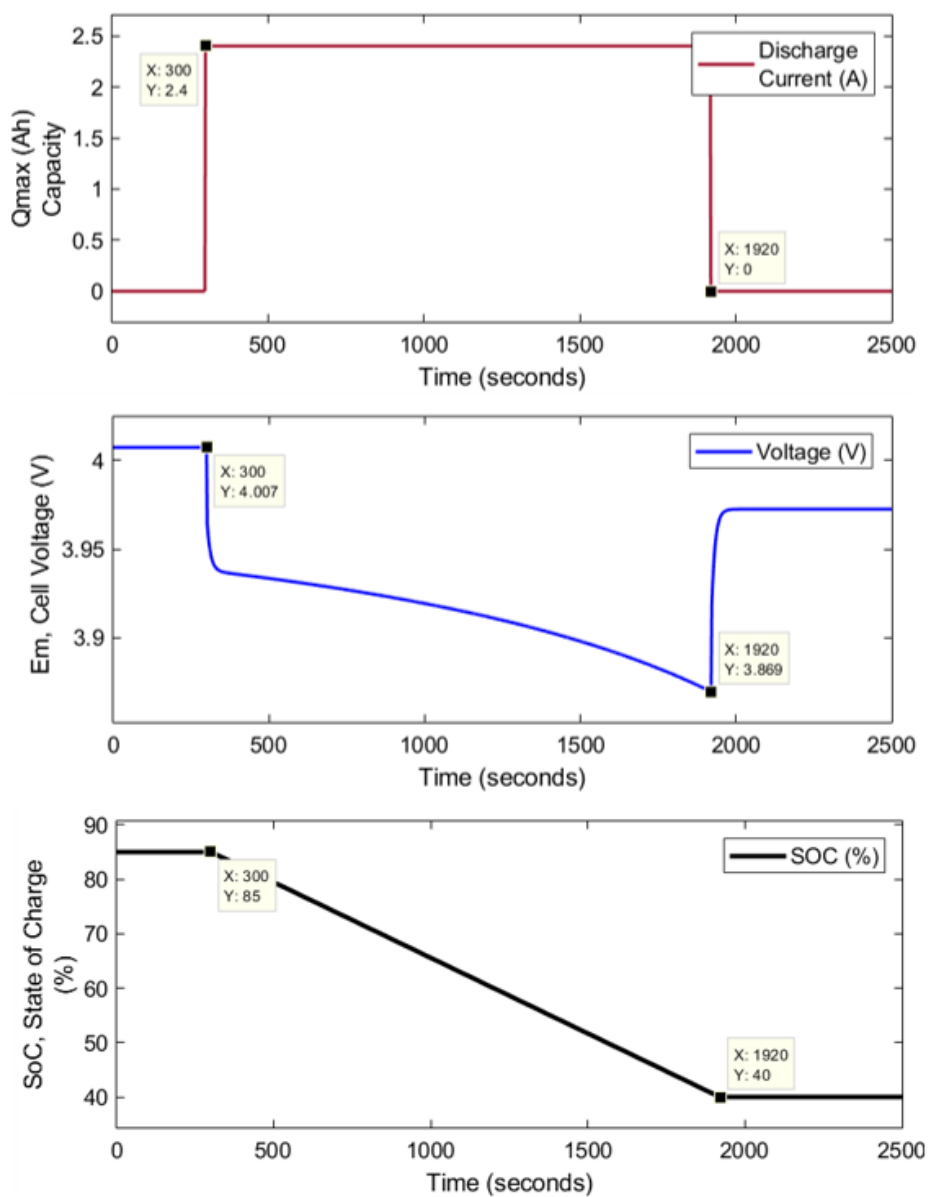 2.5
2
1.5
1
0.5
0
Qmax (Ah)
Capacity
X: 300
Y: 2.4
Discharge
Current (A)
X: 1920
Y: 0
0
500
1000
1500
2000
2500
Time (seconds)
4
3.95
3.9
Em, Cell Voltage (V)
X: 300
Y: 4.007
Voltage (V)
X: 1920
Y: 3.869
0
500
1000
1500
2000
2500
Time (seconds)
90
80
70
60
50
40
SoC, State of Charge
(%)
X: 300
Y: 85
SOC (%)
X: 1920
Y: 40
0
500
1000
1500
2000
2500
Time (seconds)